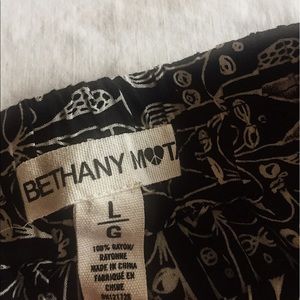 BETHANY MOTA
L
G
100% RAYON/
RAYONNE
MADE IN CHINA
FABRIQUÉ EN
CHINE